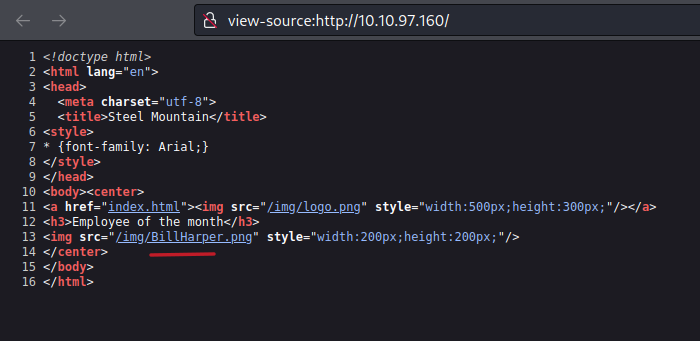 view-source:http://10.10.97.160/
1 <!doctype html>
2 <html lang="en">
3 <head>
4   <meta charset="utf-8">
5   <title>Steel Mountain</title>
6 <style>
7 * {font-family: Arial;}
8 </style>
9 </head>
10 <body><center>
11 <a href="index.html"><img src="/img/logo.png" style="width:500px;height:300px;"/></a>
12 <h3>Employee of the month</h3>
13 <img src="/img/BillHarper.png" style="width:200px;height:200px;"/>
14 </center>
15 </body>
16 </html>